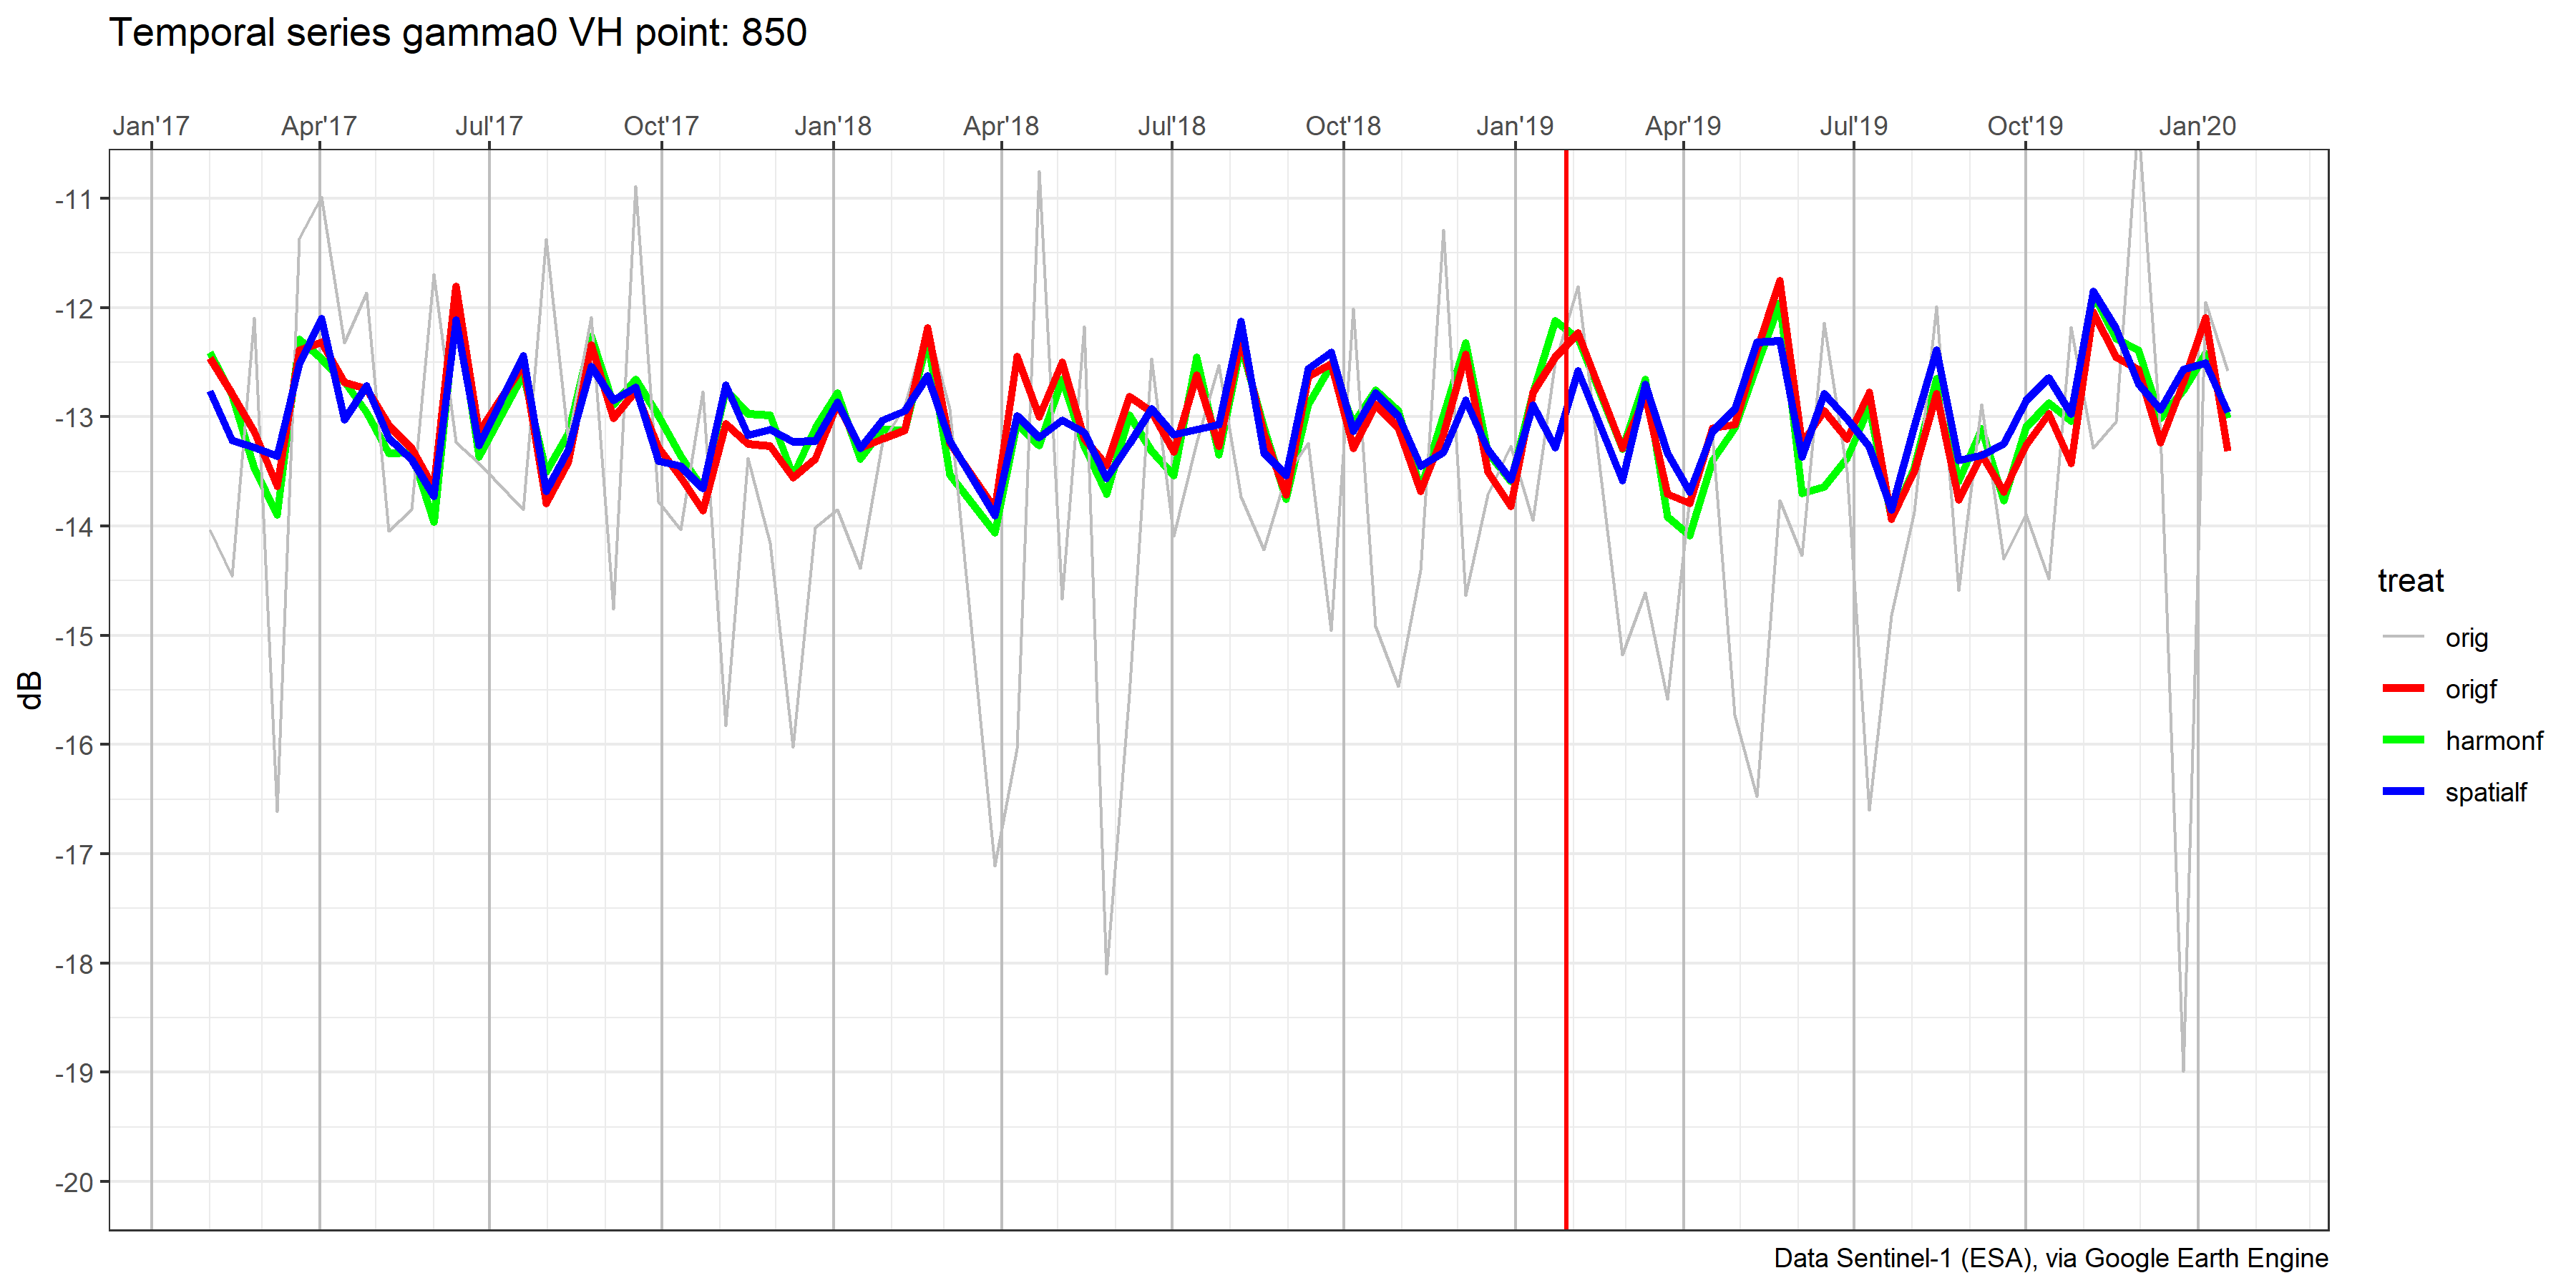 Temporal series gamma0 VH point: 850
Jan'17 Apr'17 Jul'17 Oct'17 Jan'18 Apr'18 Jul'18 Oct'18 Jan'19 Apr'19 Jul'19 Oct'19 Jan'20
-11
-12
-13
-14
-15
-16
-17
-18
-19
-20
dB
treat
orig
origf
harmonf
spatialf
Data Sentinel-1 (ESA), via Google Earth Engine